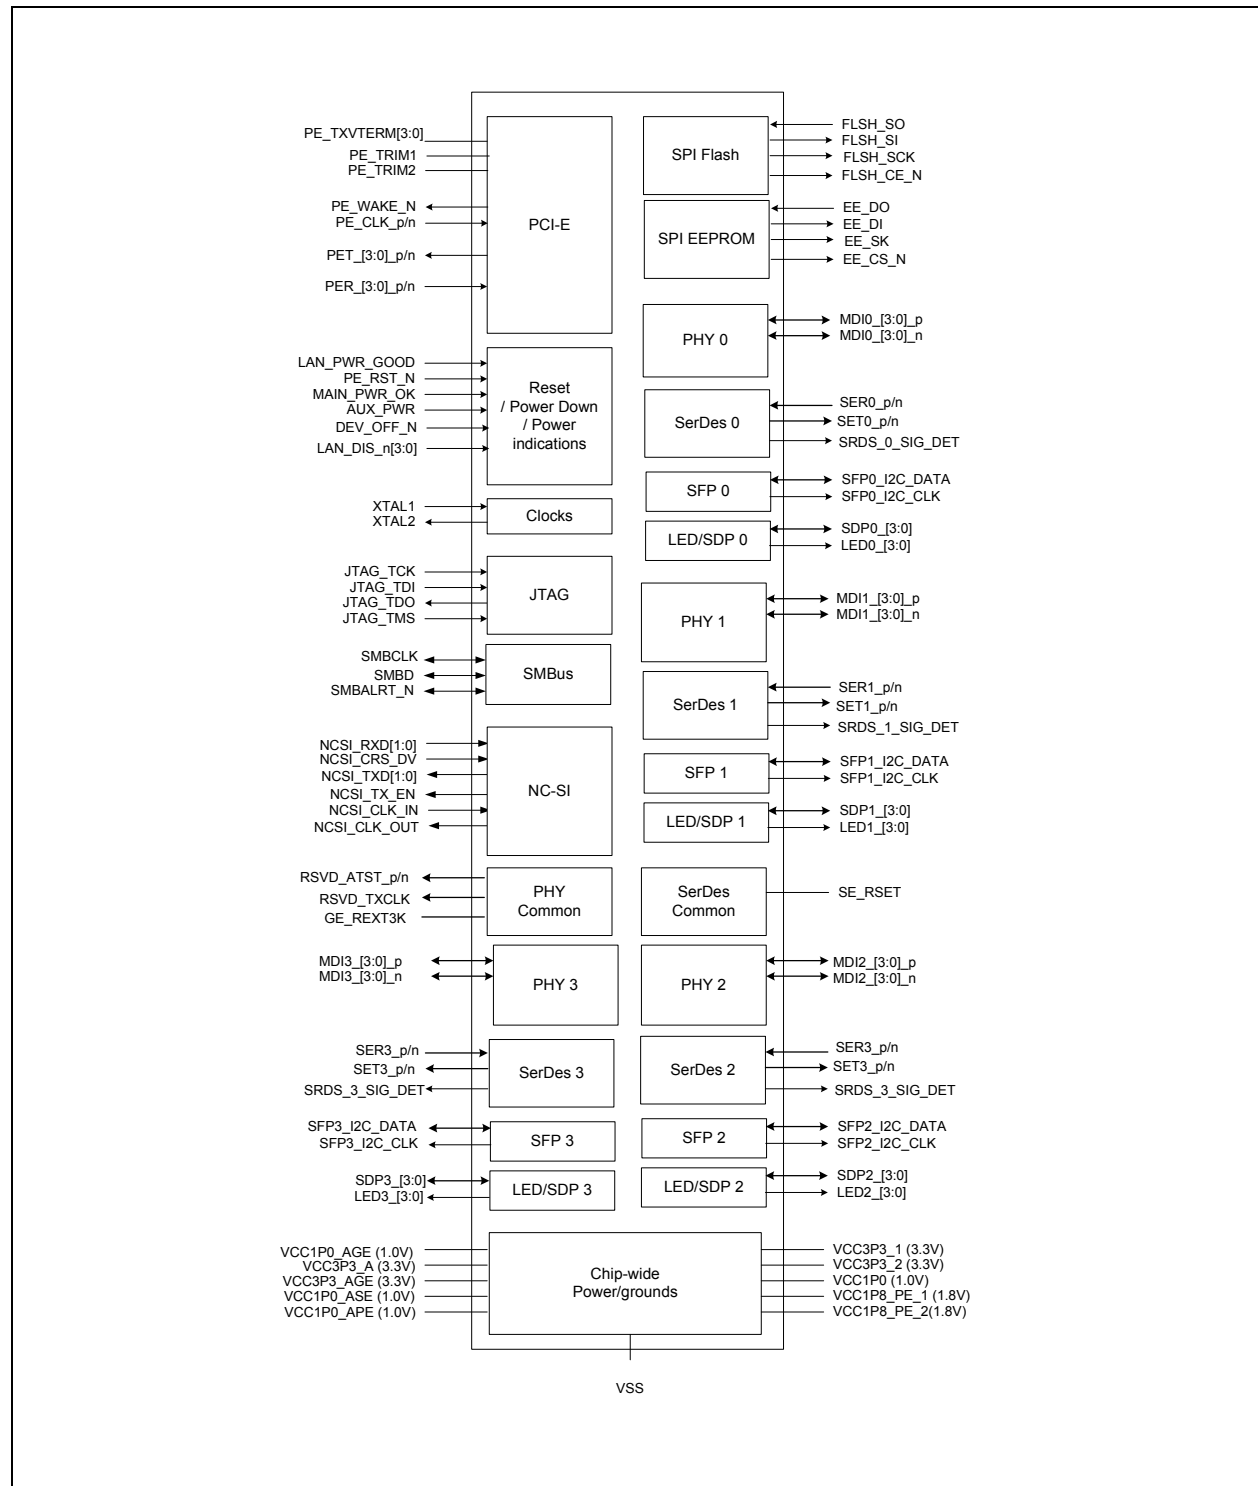 PE_TXVTERM[3:0]
PE_TRIM1
PE_TRIM2
PE_WAKE_N
PE_CLK_p/n
PET_[3:0]_p/n
PER_[3:0]_p/n
PCI-E
LAN_PWR_GOOD
PE_RST_N
MAIN_PWR_OK
AUX_PWR
DEV_OFF_N
LAN_DIS_n[3:0]
Reset
/ Power Down
/ Power
indications
XTAL1
XTAL2
Clocks
JTAG_TCK
JTAG_TDI
JTAG_TDO
JTAG_TMS
JTAG
SMBCLK
SMBD
SMBALRT_N
SMBus
NCSI_RXD[1:0]
NCSI_CRS_DV
NCSI_TXD[1:0]
NCSI_TX_EN
NCSI_CLK_IN
NCSI_CLK_OUT
NC-SI
RSVD_ATST_p/n
RSVD_TXCLK
GE_REXT3K
PHY
Common
MDI3_[3:0]_p
MDI3_[3:0]_n
PHY 3
SER3_p/n
SET3_p/n
SRDS_3_SIG_DET
SerDes 3
SFP3_I2C_DATA
SFP3_I2C_CLK
SFP 3
SDP3_[3:0]
LED3_[3:0]
LED/SDP 3
SPI Flash
FLSH_SO
FLSH_SI
FLSH_SCK
FLSH_CE_N
SPI EEPROM
EE_DO
EE_DI
EE_SK
EE_CS_N
PHY 0
MDI0_[3:0]_p
MDI0_[3:0]_n
SerDes 0
SER0_p/n
SET0_p/n
SRDS_0_SIG_DET
SFP 0
SFP0_I2C_DATA
SFP0_I2C_CLK
LED/SDP 0
SDP0_[3:0]
LED0_[3:0]
PHY 1
MDI1_[3:0]_p
MDI1_[3:0]_n
SerDes 1
SER1_p/n
SET1_p/n
SRDS_1_SIG_DET
SFP 1
SFP1_I2C_DATA
SFP1_I2C_CLK
LED/SDP 1
SDP1_[3:0]
LED1_[3:0]
SerDes
Common
SE_RSET
PHY 2
MDI2_[3:0]_p
MDI2_[3:0]_n
SerDes 2
SER3_p/n
SET3_p/n
SRDS_3_SIG_DET
SFP 2
SFP2_I2C_DATA
SFP2_I2C_CLK
LED/SDP 2
SDP2_[3:0]
LED2_[3:0]
VCC1P0_AGE (1.0V)
VCC3P3_A (3.3V)
VCC3P3_AGE (3.3V)
VCC1P0_ASE (1.0V)
VCC1P0_APE (1.0V)
Chip-wide
Power/grounds
VCC3P3_1 (3.3V)
VCC3P3_2 (3.3V)
VCC1P0 (1.0V)
VCC1P8_PE_1 (1.8V)
VCC1P8_PE_2(1.8V)
VSS